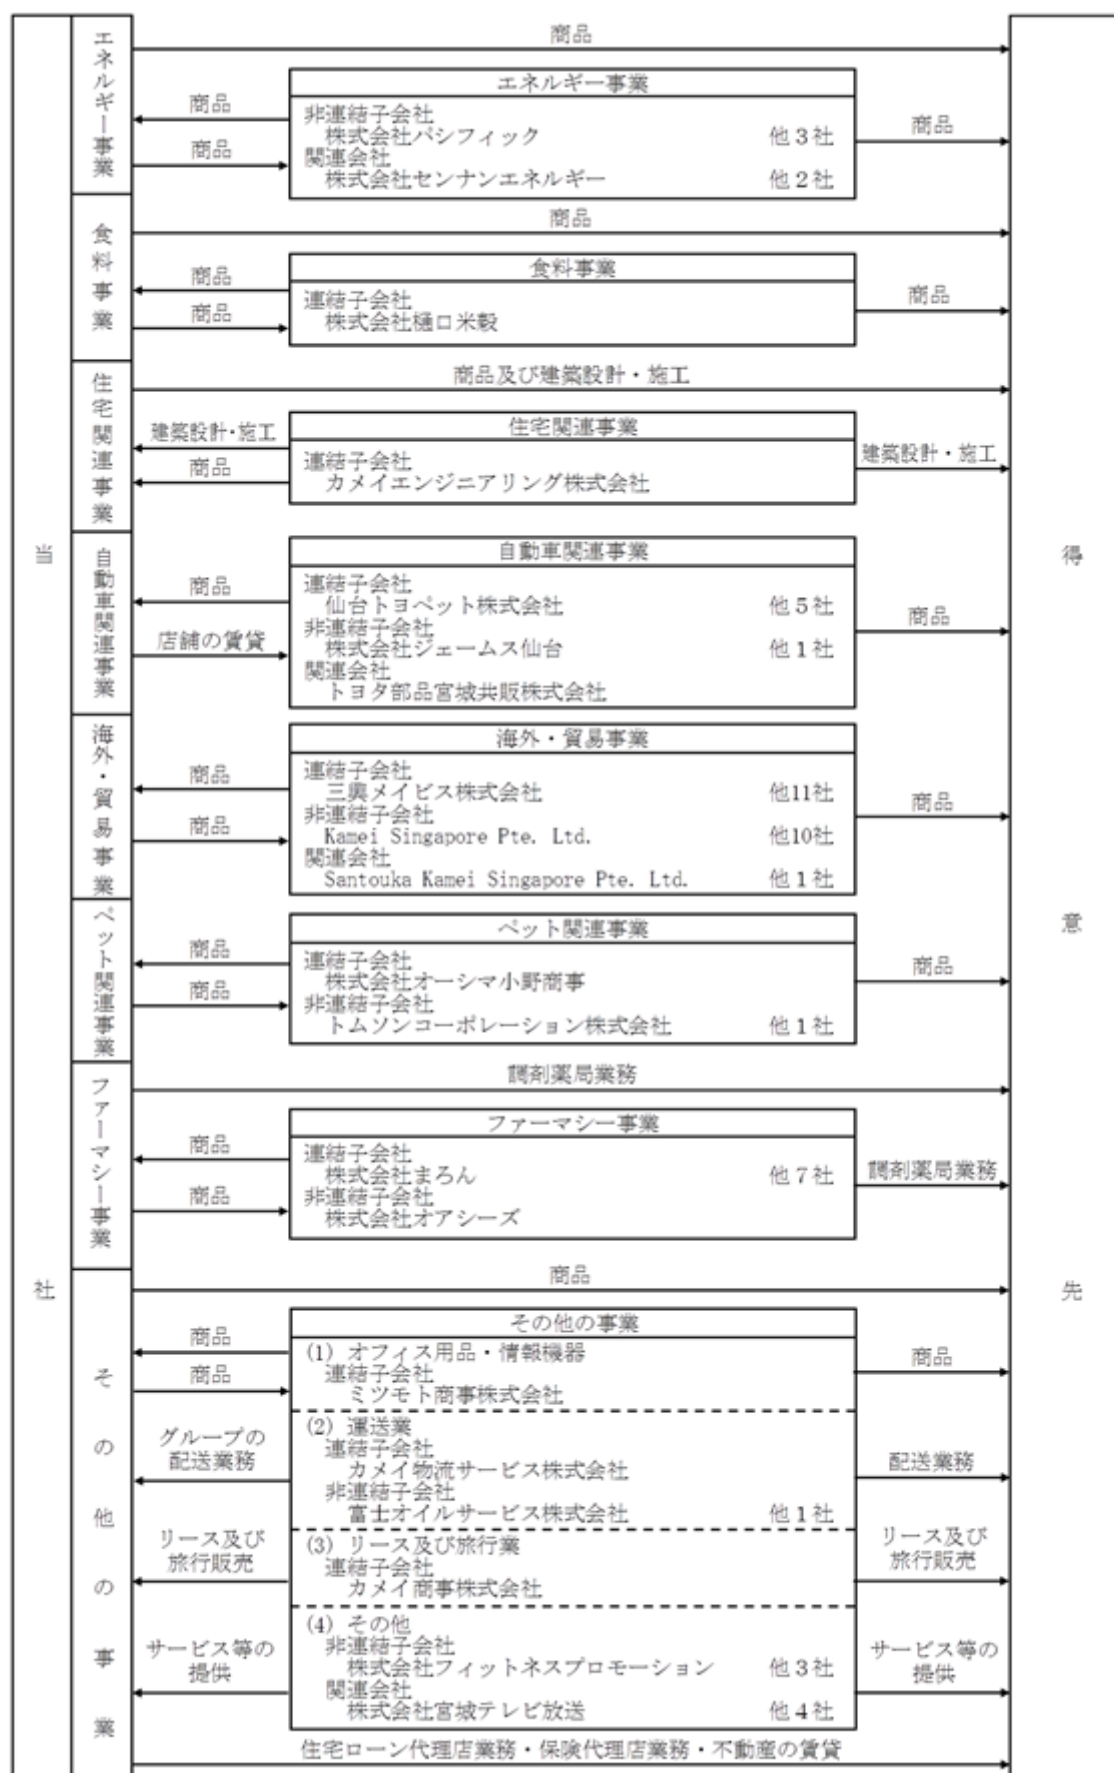 当社
得意先
エネルギー事業
商品
エネルギー事業
商品
商品
非連結子会社
株式会社パシフィック 他3社
関連会社
株式会社センナンエネルギー 他2社
商品
食料事業
商品
食料事業
商品
商品
連結子会社
株式会社樋口米穀
商品
住宅関連事業
商品及び建築設計・施工
住宅関連事業
建築設計・施工
商品
連結子会社
カメイエンジニアリング株式会社
建築設計・施工
自動車関連事業
自動車関連事業
商品
店舗の賃貸
連結子会社
仙台トヨペット株式会社 他5社
非連結子会社
株式会社ジェームス仙台 他1社
関連会社
トヨタ部品宮城共販株式会社
商品
海外・貿易事業
海外・貿易事業
商品
商品
連結子会社
三興メイビス株式会社 他11社
非連結子会社
Kamei Singapore Pte. Ltd. 他10社
関連会社
Santouka Kamei Singapore Pte. Ltd. 他1社
商品
ペット関連事業
ペット関連事業
商品
商品
連結子会社
株式会社オーシマ小野商事
非連結子会社
トムソンコーポレーション株式会社 他1社
商品
ファーマシー事業
調剤薬局業務
ファーマシー事業
商品
商品
連結子会社
株式会社まろん 他7社
非連結子会社
株式会社オアシーズ
調剤薬局業務
その他の事業
商品
その他の事業
商品
商品
(1) オフィス用品・情報機器
連結子会社
ミツモト商事株式会社
商品
グループの
配送業務
(2) 運送業
連結子会社
カメイ物流サービス株式会社
非連結子会社
富士オイルサービス株式会社 他1社
配送業務
リース及び
旅行販売
(3) リース及び旅行業
連結子会社
カメイ商事株式会社
リース及び
旅行販売
サービス等の
提供
(4) その他
非連結子会社
株式会社フィットネスプロモーション 他3社
関連会社
株式会社宮城テレビ放送 他4社
サービス等の
提供
住宅ローン代理店業務・保険代理店業務・不動産の賃貸